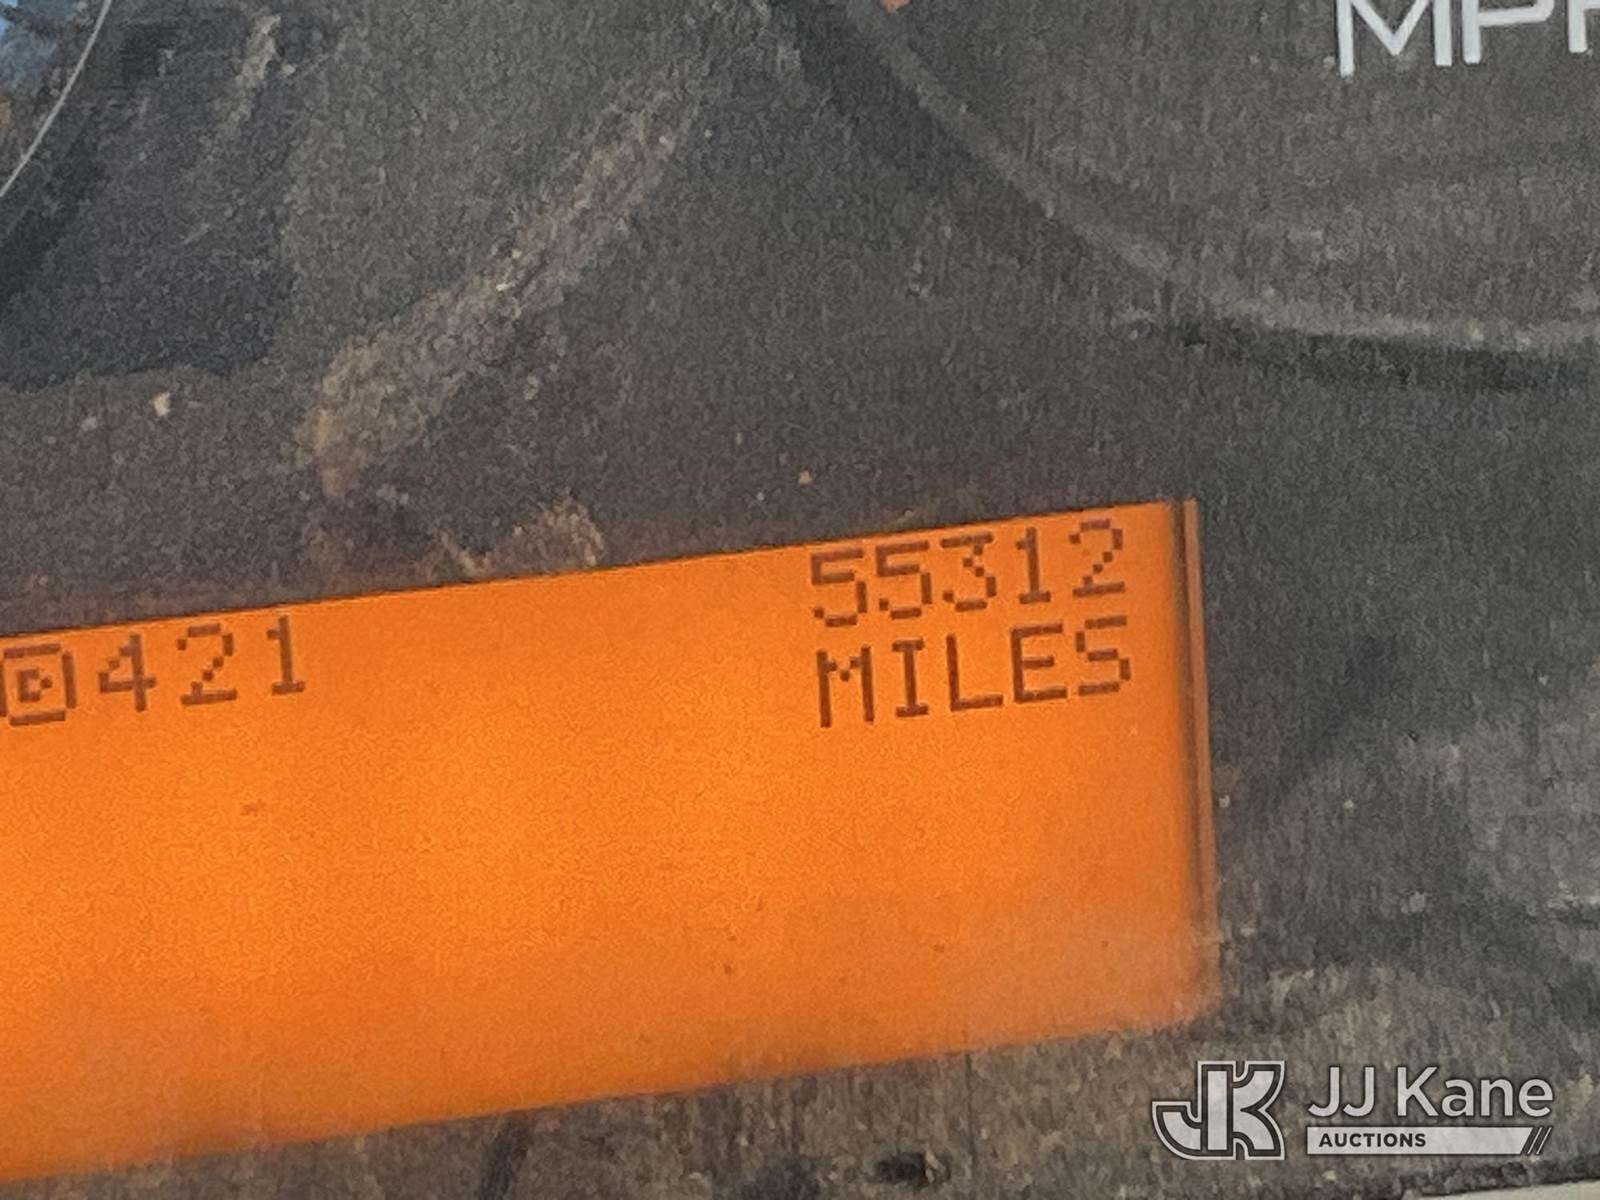 MPH
55312
421
MILES
JJ Kane
AUCTIONS